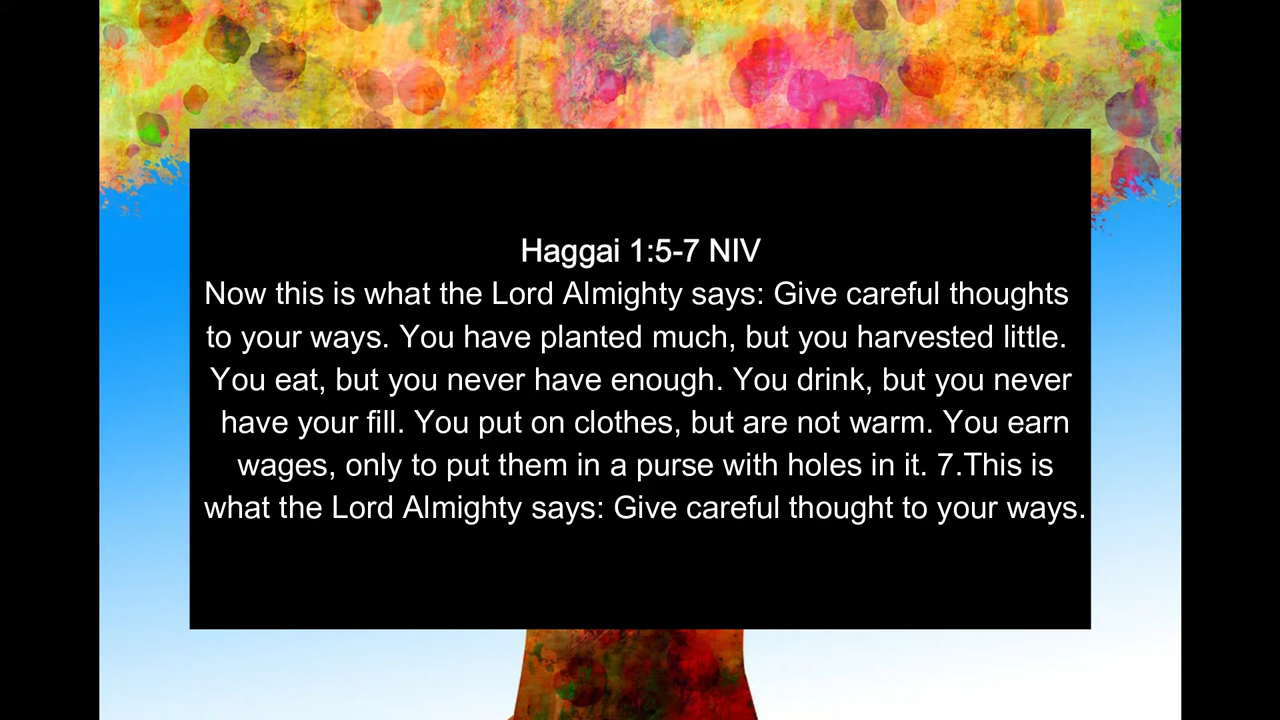 Haggai 1:5-7 NIV
Now this is what the Lord Almighty says: Give careful thoughts
to your ways. You have planted much, but you harvested little.
You eat, but you never have enough. You drink, but you never
have your fill. You put on clothes, but are not warm. You earn
wages, only to put them in a purse with holes in it. 7.This is
what the Lord Almighty says: Give careful thought to your ways.